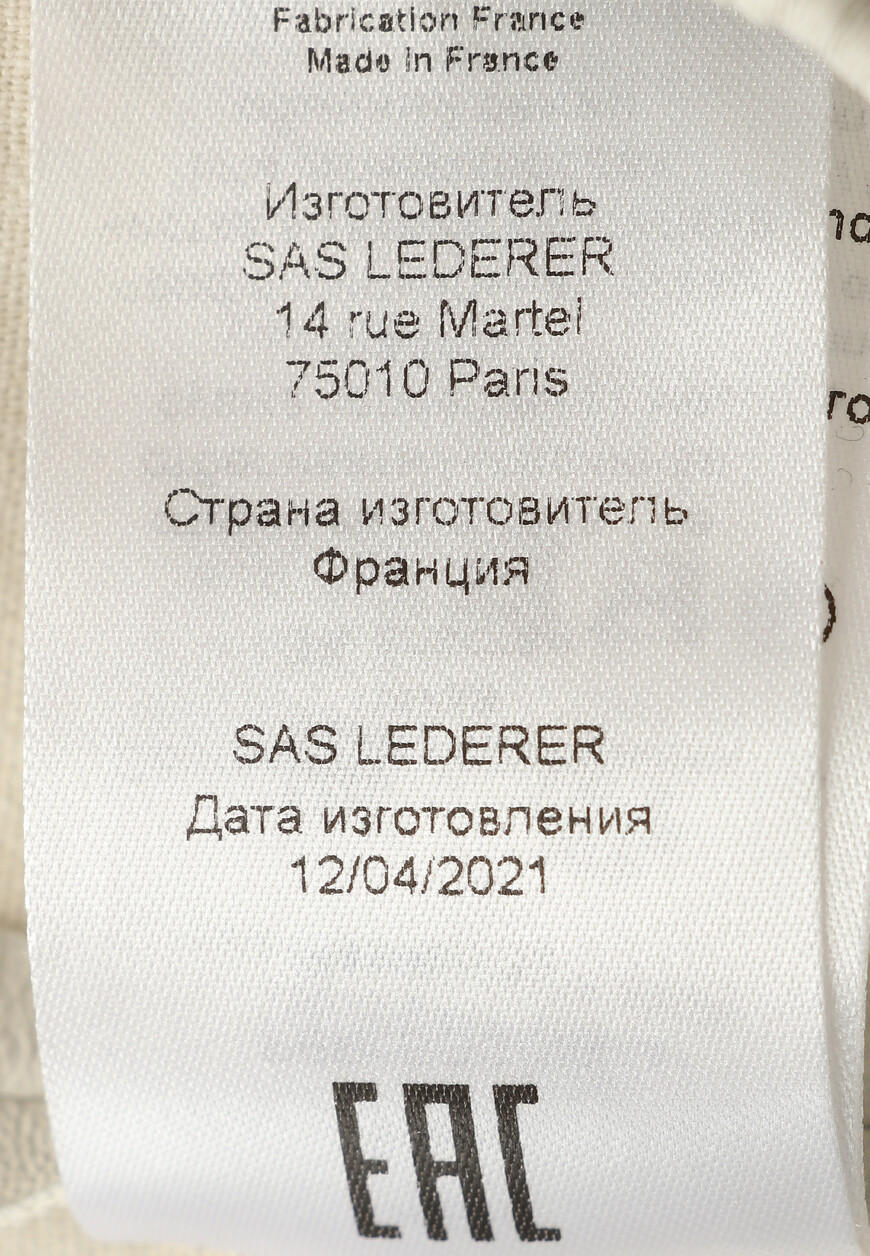 Fabrication France
Made in France
Изготовитель
SAS LEDERER
14 rue Martel
75010 Paris
Страна изготовитель
Франция
SAS LEDERER
Дата изготовления
12/04/2021
EAC